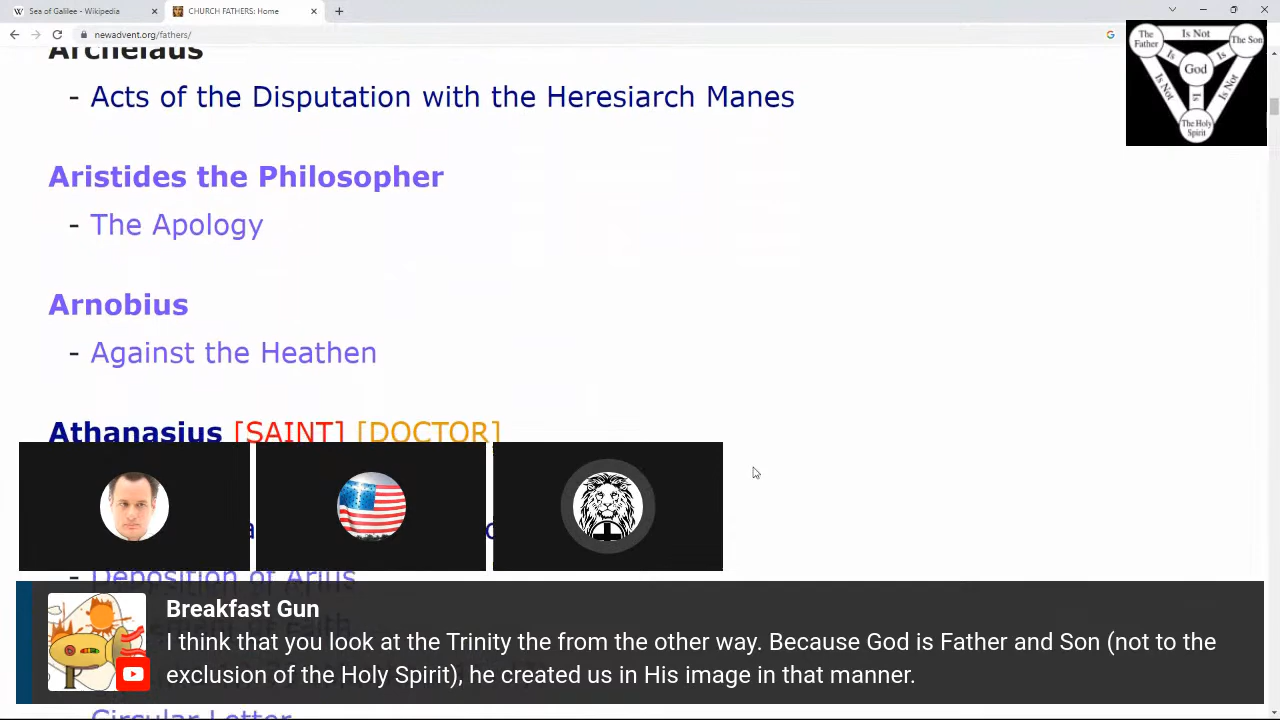 Sea of Galilee - Wikipedia
CHURCH FATHERS: Home
newadvent.org/fathers/
Archelaus
- Acts of the Disputation with the Heresiarch Manes
Aristides the Philosopher
- The Apology
Arnobius
- Against the Heathen
Athanasius [SAINT] [DOCTOR]
- Deposition of Arius
Circular Letter
The Father
Is Not
The Son
Is
God
Is
Is Not
Is
Is Not
The Holy Spirit
Breakfast Gun
I think that you look at the Trinity the from the other way. Because God is Father and Son (not to the
exclusion of the Holy Spirit), he created us in His image in that manner.